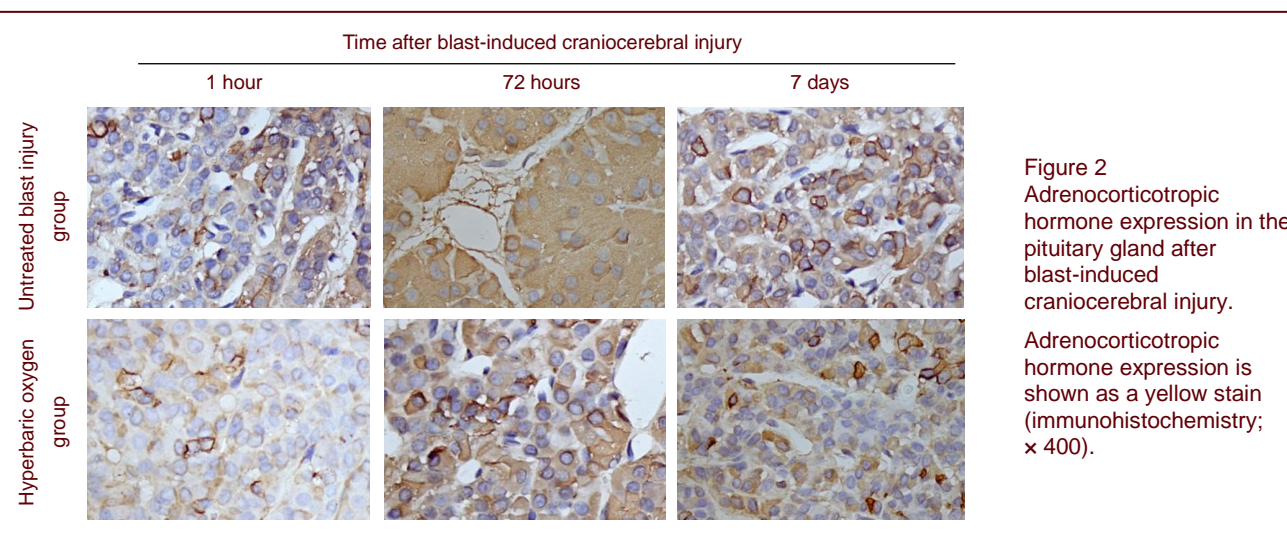 Time after blast-induced craniocerebral injury
1 hour
72 hours
7 days
Untreated blast injury
group
Hyperbaric oxygen
group
Figure 2
Adrenocorticotropic
hormone expression in the
pituitary gland after
blast-induced
craniocerebral injury.
Adrenocorticotropic
hormone expression is
shown as a yellow stain
(immunohistochemistry;
× 400).